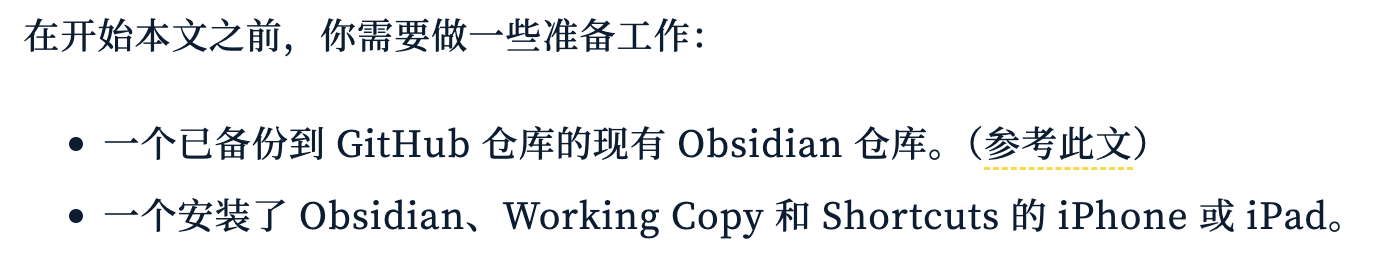 在开始本文之前，你需要做一些准备工作：
• 一个已备份到 GitHub 仓库的现有 Obsidian 仓库。（参考此文）
• 一个安装了 Obsidian、Working Copy 和 Shortcuts 的 iPhone 或 iPad。